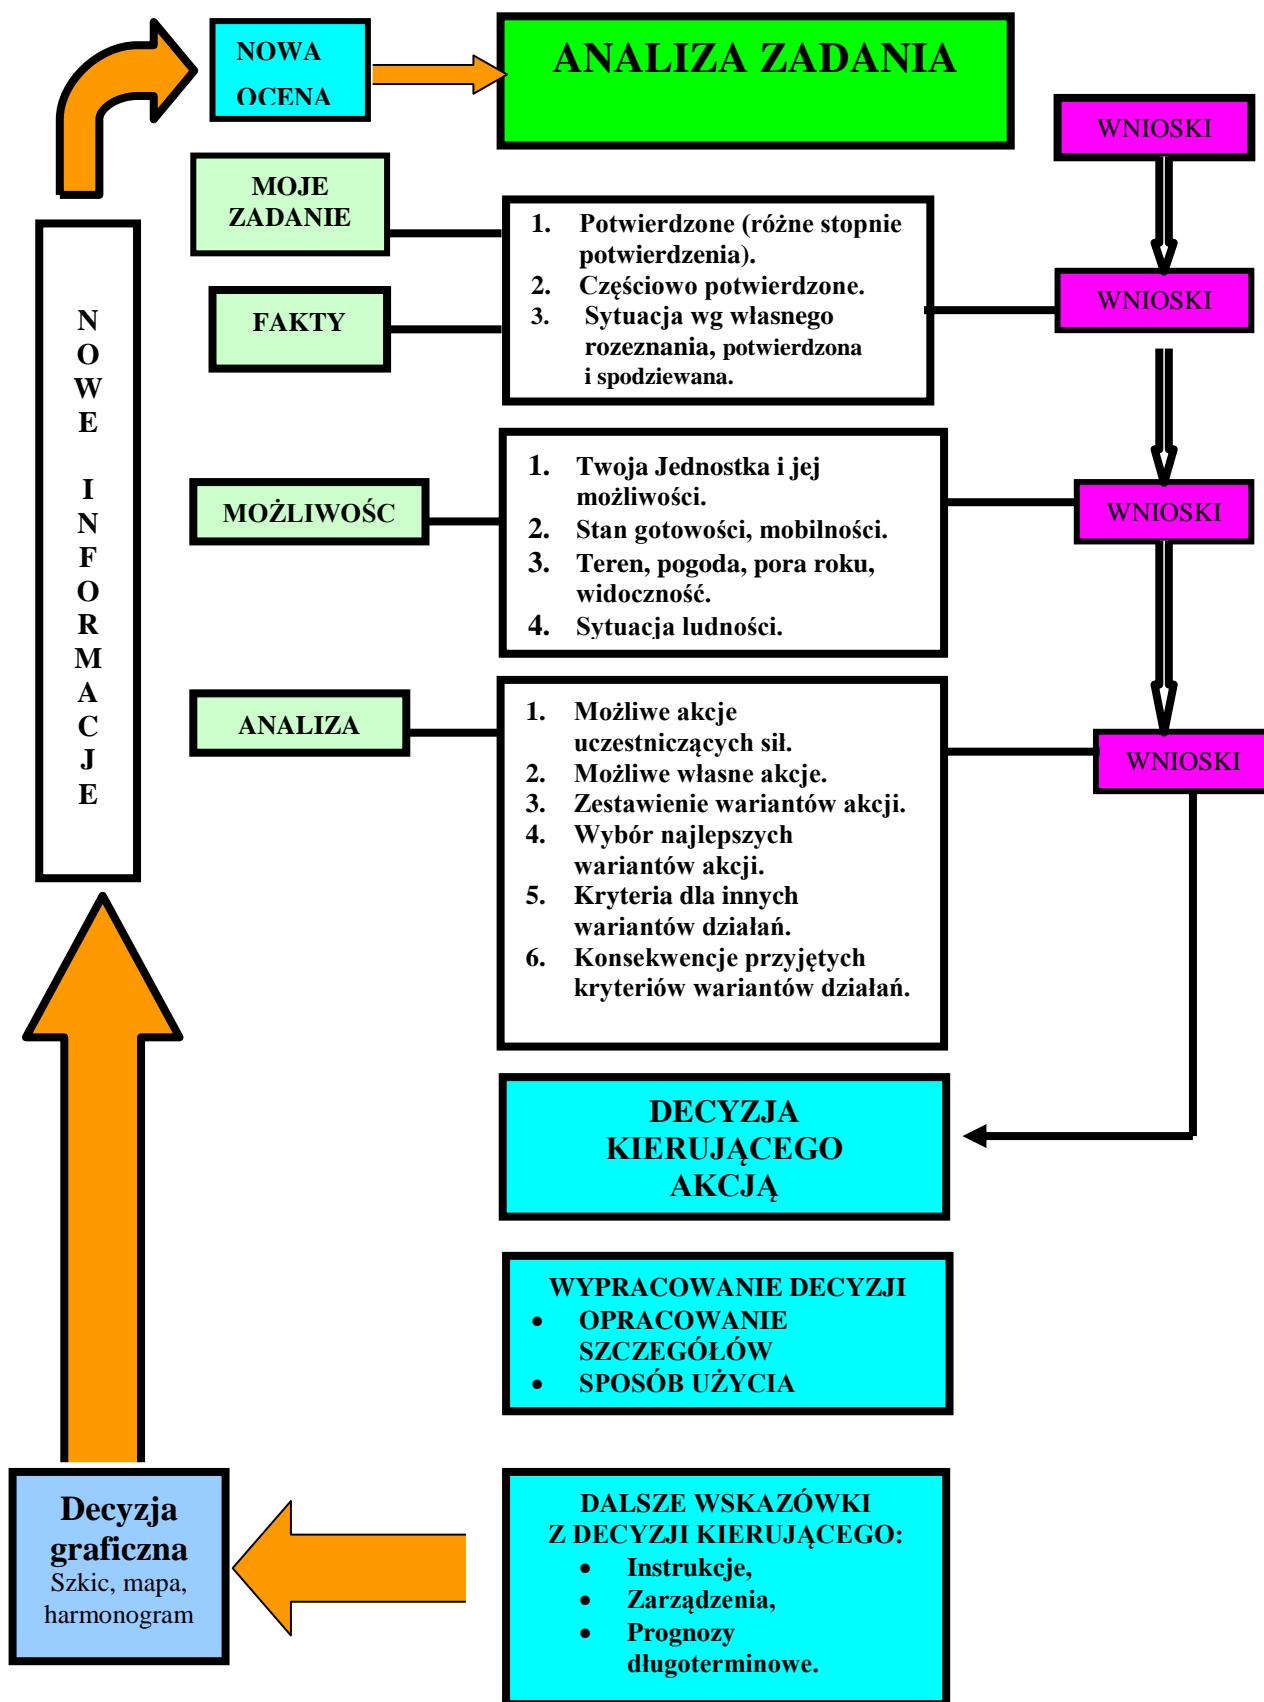 NOWA
OCENA
ANALIZA ZADANIA
WNIOSKI
MOJE
ZADANIE
1. Potwierdzone (różne stopnie
potwierdzenia).
2. Częściowo potwierdzone.
3. Sytuacja wg własnego
rozeznania, potwierdzona
i spodziewana.
WNIOSKI
FAKTY
N
O
W
E
I
N
F
O
R
M
A
C
J
E
MOŻLIWOŚC
1. Twoja Jednostka i jej
możliwości.
2. Stan gotowości, mobilności.
3. Teren, pogoda, pora roku,
widoczność.
4. Sytuacja ludności.
WNIOSKI
ANALIZA
1. Możliwe akcje
uczestniczących sił.
2. Możliwe własne akcje.
3. Zestawienie wariantów akcji.
4. Wybór najlepszych
wariantów akcji.
5. Kryteria dla innych
wariantów działań.
6. Konsekwencje przyjętych
kryteriów wariantów działań.
WNIOSKI
DECYZJA
KIERUJĄCEGO
AKCJĄ
WYPRACOWANIE DECYZJI
• OPRACOWANIE
SZCZEGÓŁÓW
• SPOSÓB UŻYCIA
DALSZE WSKAZÓWKI
Z DECYZJI KIERUJĄCEGO:
• Instrukcje,
• Zarządzenia,
• Prognozy
długoterminowe.
Decyzja
graficzna
Szkic, mapa,
harmonogram